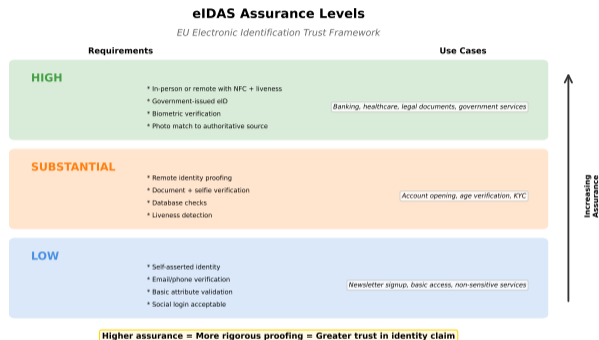 eIDAS Assurance Levels
EU Electronic Identification Trust Framework
Requirements
Use Cases
HIGH
* In-person or remote with NFC + liveness
* Government-issued eID
* Biometric verification
* Photo match to authoritative source
Banking, healthcare, legal documents, government services
SUBSTANTIAL
* Remote identity proofing
* Document + selfie verification
* Database checks
* Liveness detection
Account opening, age verification, KYC
LOW
* Self-asserted identity
* Email/phone verification
* Basic attribute validation
* Social login acceptable
Newsletter signup, basic access, non-sensitive services
Increasing
Assurance
Higher assurance = More rigorous proofing = Greater trust in identity claim